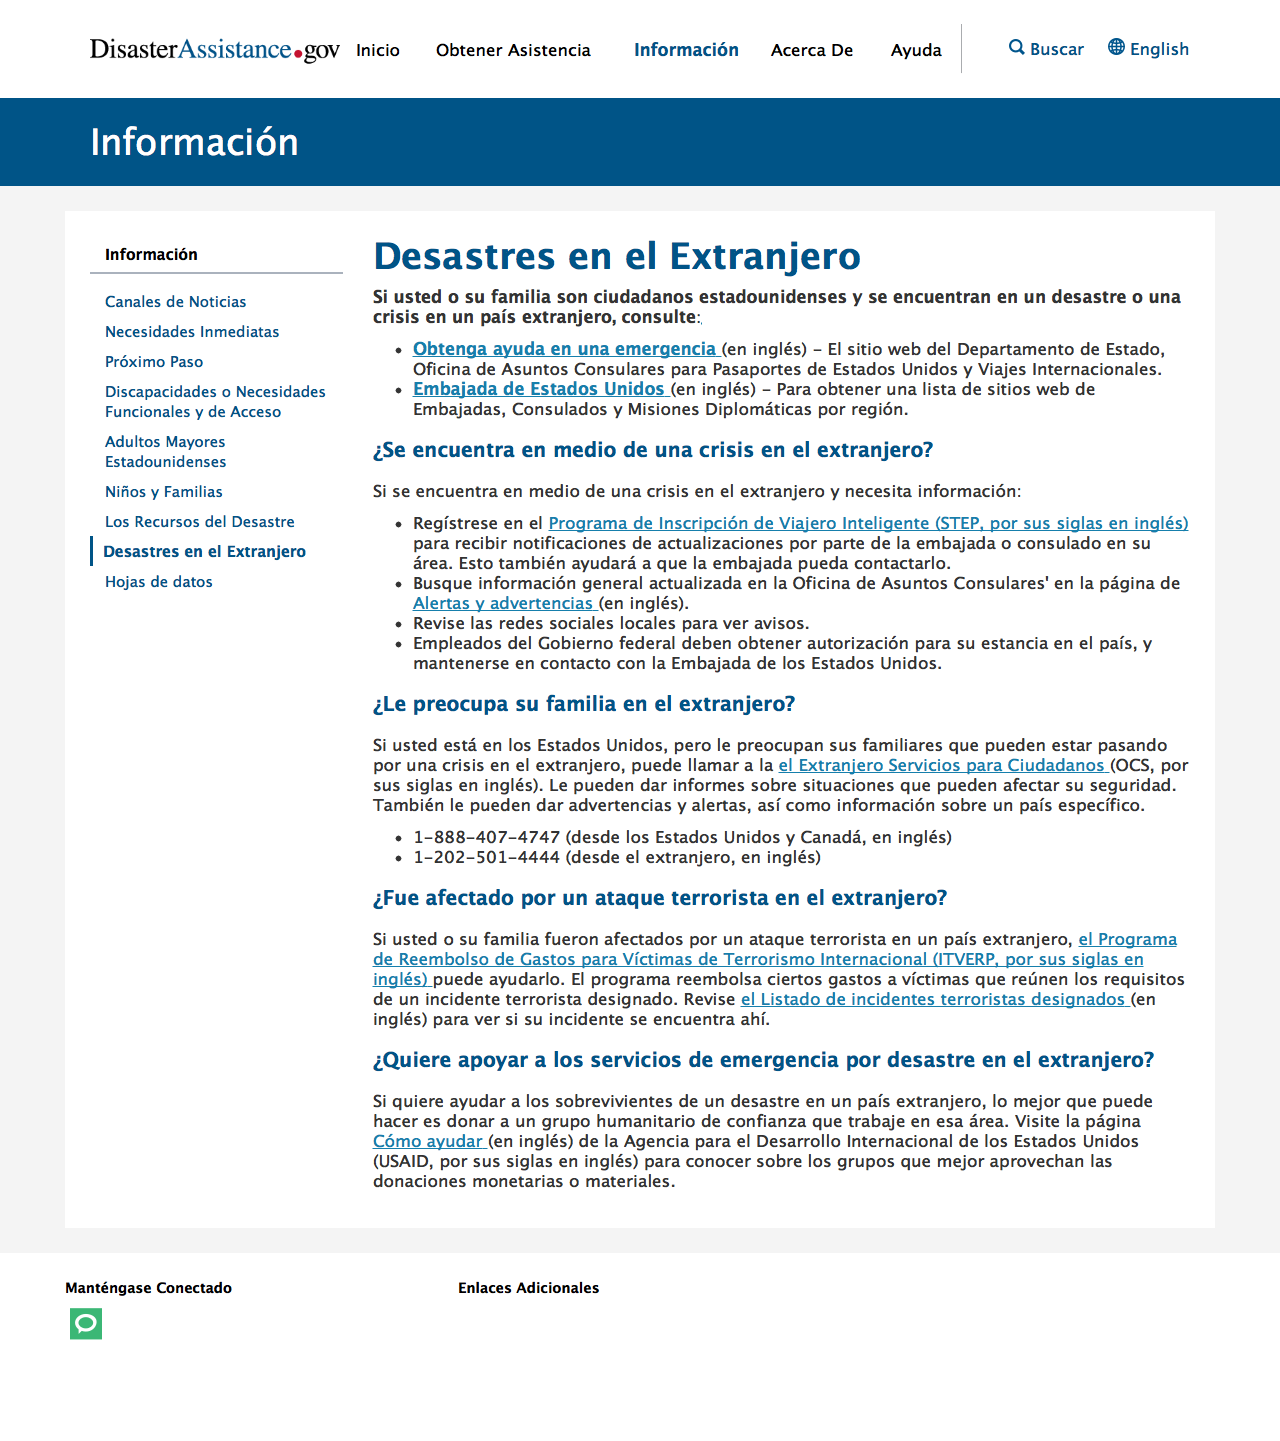 DisasterAssistance.gov Inicio Obtener Asistencia Información Acerca De Ayuda Buscar English
Información
Información
Canales de Noticias
Necesidades Inmediatas
Próximo Paso
Discapacidades o Necesidades
Funcionales y de Acceso
Adultos Mayores
Estadounidenses
Niños y Familias
Los Recursos del Desastre
Desastres en el Extranjero
Hojas de datos
Desastres en el Extranjero
Si usted o su familia son ciudadanos estadounidenses y se encuentran en un desastre o una
crisis en un país extranjero, consulte:
• Obtenga ayuda en una emergencia (en inglés) – El sitio web del Departamento de Estado,
Oficina de Asuntos Consulares para Pasaportes de Estados Unidos y Viajes Internacionales.
• Embajada de Estados Unidos (en inglés) – Para obtener una lista de sitios web de
Embajadas, Consulados y Misiones Diplomáticas por región.
¿Se encuentra en medio de una crisis en el extranjero?
Si se encuentra en medio de una crisis en el extranjero y necesita información:
• Regístrese en el Programa de Inscripción de Viajero Inteligente (STEP, por sus siglas en inglés)
para recibir notificaciones de actualizaciones por parte de la embajada o consulado en su
área. Esto también ayudará a que la embajada pueda contactarlo.
• Busque información general actualizada en la Oficina de Asuntos Consulares' en la página de
Alertas y advertencias (en inglés).
• Revise las redes sociales locales para ver avisos.
• Empleados del Gobierno federal deben obtener autorización para su estancia en el país, y
mantenerse en contacto con la Embajada de los Estados Unidos.
¿Le preocupa su familia en el extranjero?
Si usted está en los Estados Unidos, pero le preocupan sus familiares que pueden estar pasando
por una crisis en el extranjero, puede llamar a la el Extranjero Servicios para Ciudadanos (OCS, por
sus siglas en inglés). Le pueden dar informes sobre situaciones que pueden afectar su seguridad.
También le pueden dar advertencias y alertas, así como información sobre un país específico.
• 1-888-407-4747 (desde los Estados Unidos y Canadá, en inglés)
• 1-202-501-4444 (desde el extranjero, en inglés)
¿Fue afectado por un ataque terrorista en el extranjero?
Si usted o su familia fueron afectados por un ataque terrorista en un país extranjero, el Programa
de Reembolso de Gastos para Víctimas de Terrorismo Internacional (ITVERP, por sus siglas en
inglés) puede ayudarlo. El programa reembolsa ciertos gastos a víctimas que reúnen los requisitos
de un incidente terrorista designado. Revise el Listado de incidentes terroristas designados (en
inglés) para ver si su incidente se encuentra ahí.
¿Quiere apoyar a los servicios de emergencia por desastre en el extranjero?
Si quiere ayudar a los sobrevivientes de un desastre en un país extranjero, lo mejor que puede
hacer es donar a un grupo humanitario de confianza que trabaje en esa área. Visite la página
Cómo ayudar (en inglés) de la Agencia para el Desarrollo Internacional de los Estados Unidos
(USAID, por sus siglas en inglés) para conocer sobre los grupos que mejor aprovechan las
donaciones monetarias o materiales.
Manténgase Conectado
Enlaces Adicionales